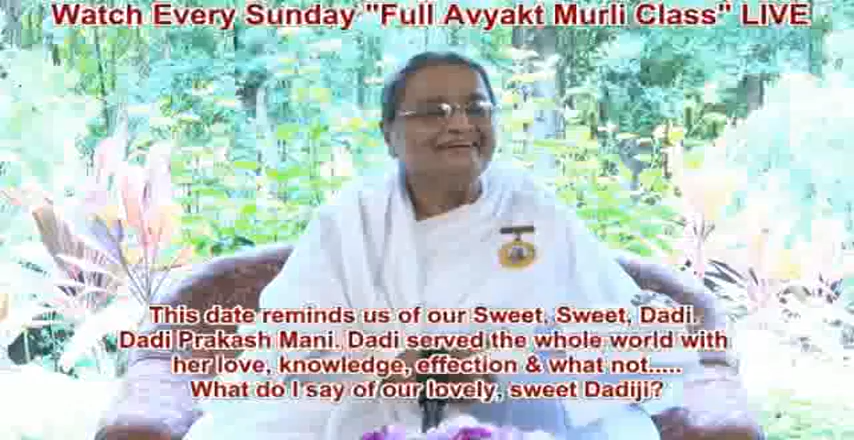 Watch Every Sunday "Full Avyakt Murli Class" LIVE
This date reminds us of our Sweet, Sweet, Dadi.
Dadi Prakash Mani. Dadi served the whole world with
her love, knowledge, effection & what not.....
What do I say of our lovely, sweet Dadiji?